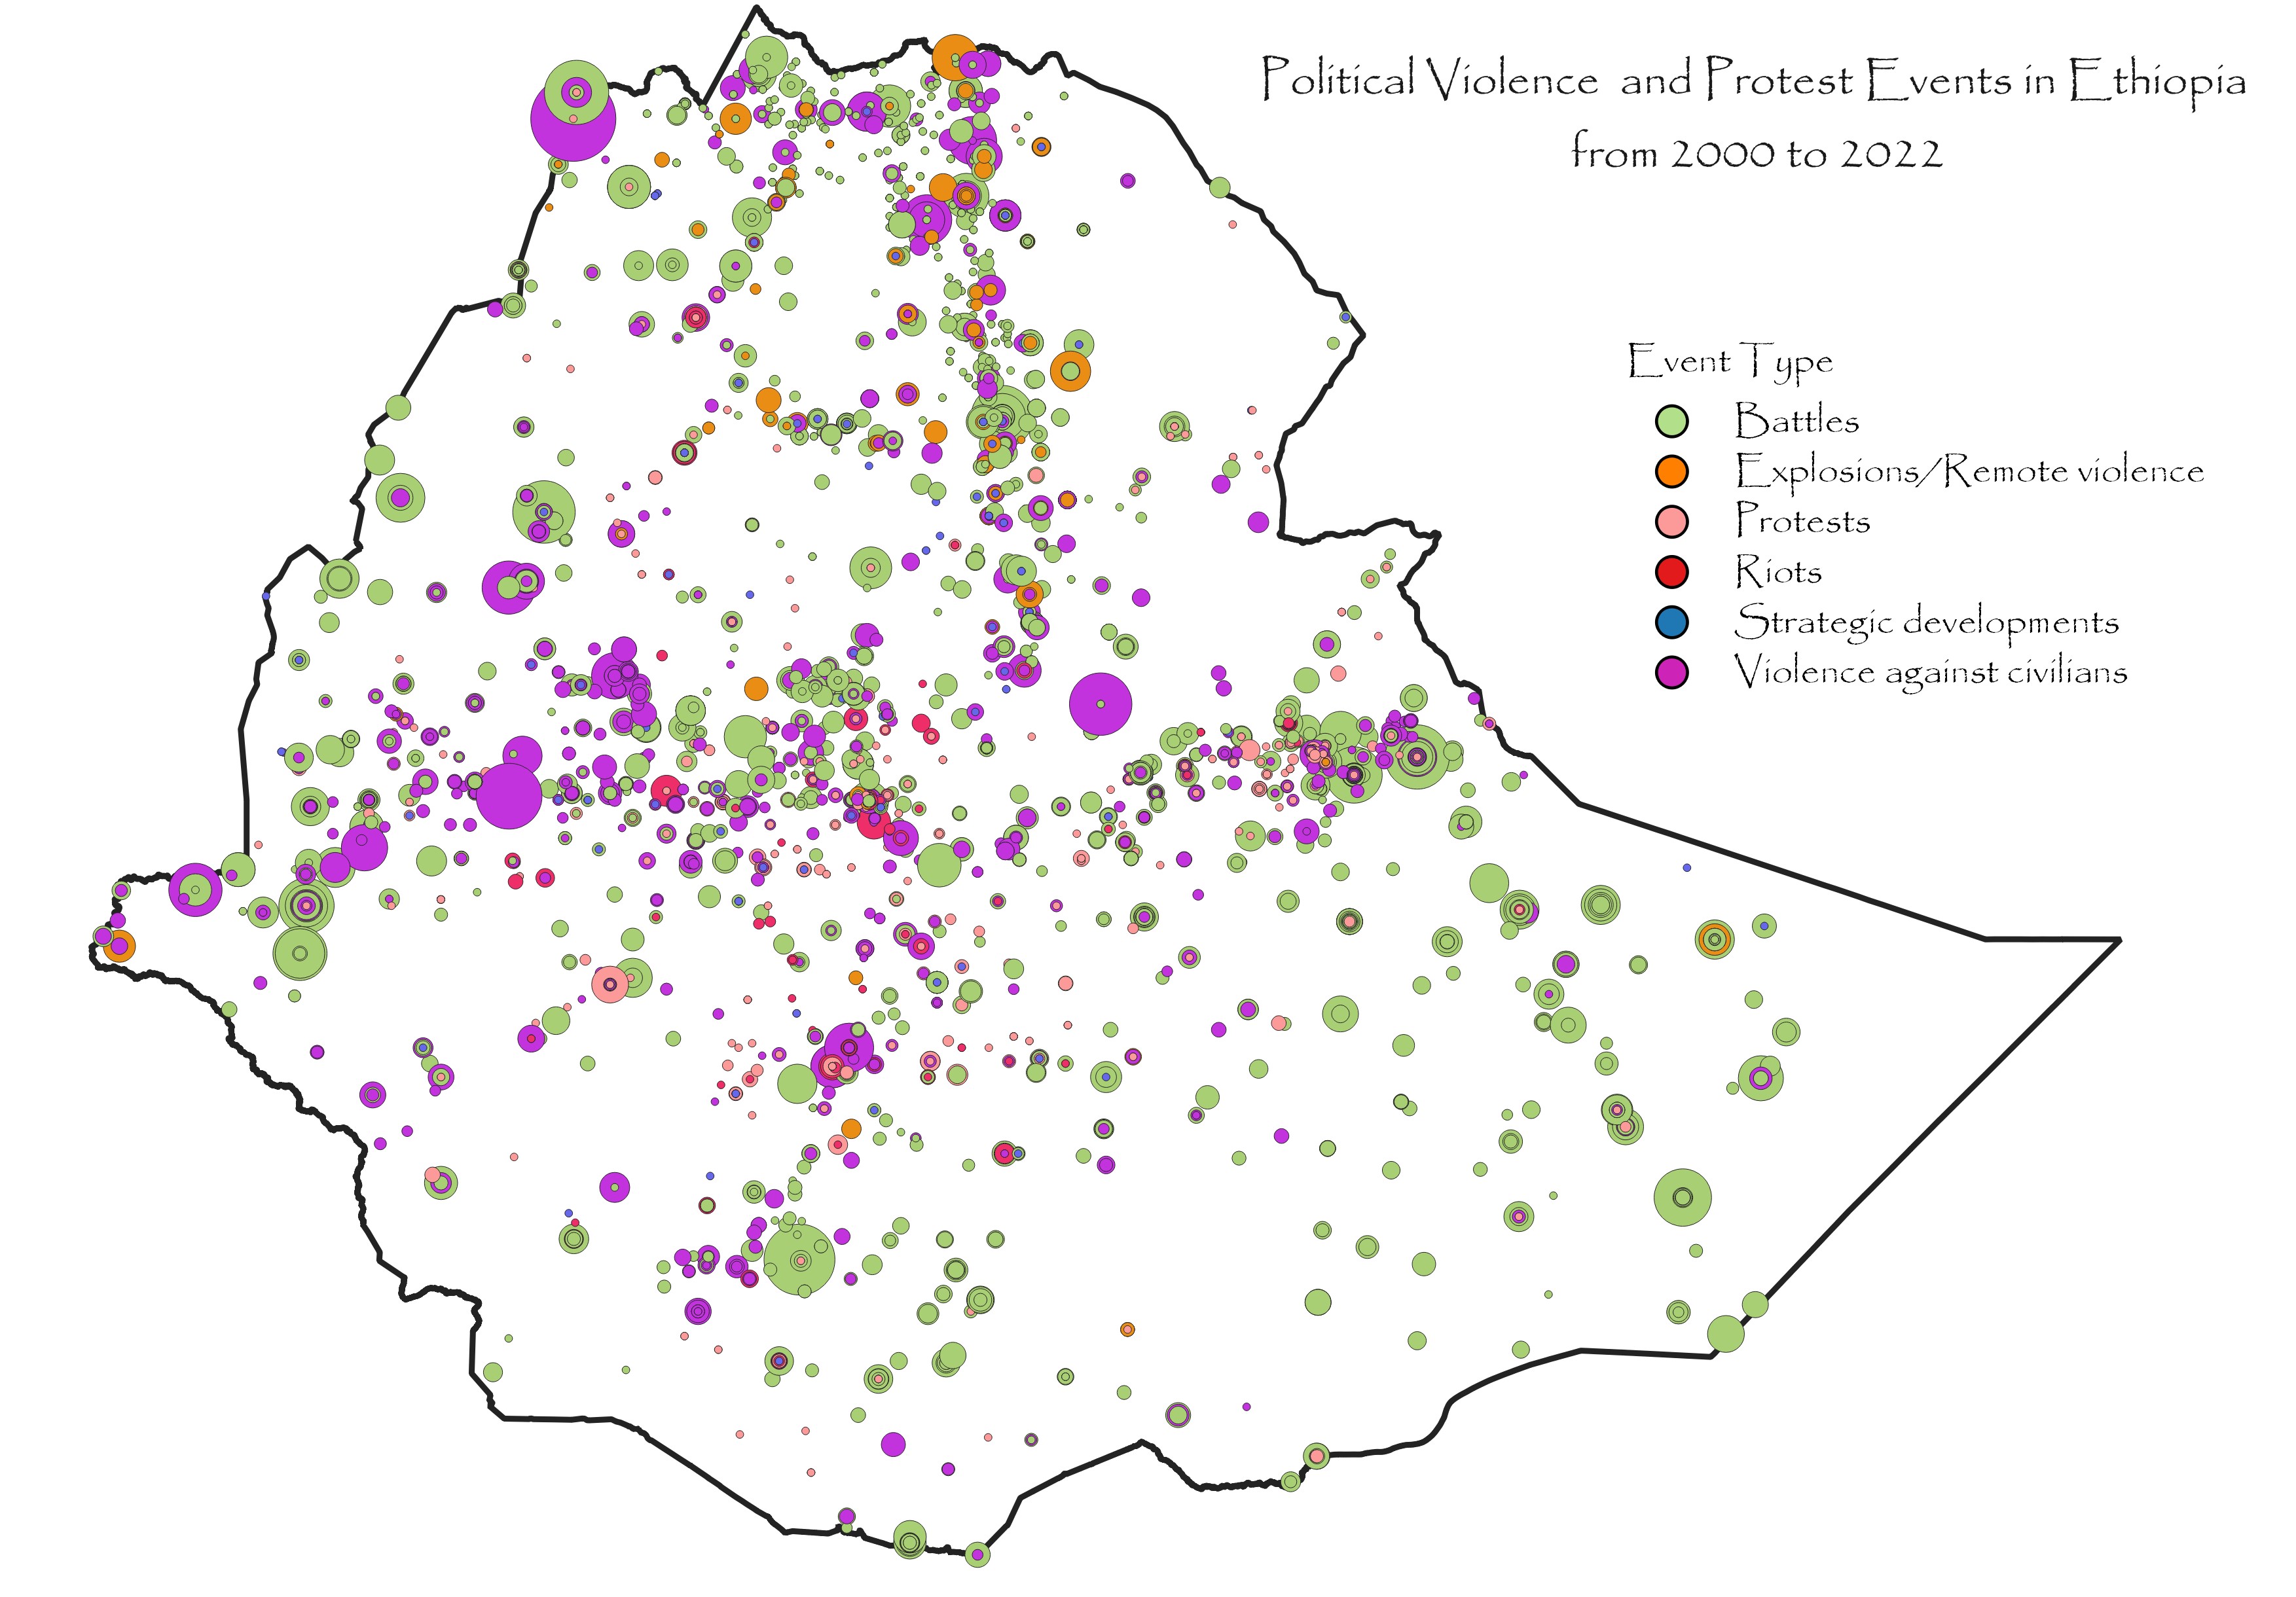 Political Violence and Protest Events in Ethiopia
from 2000 to 2022
Event Type
Battles
Explosions/Remote violence
Protests
Riots
Strategic developments
Violence against civilians